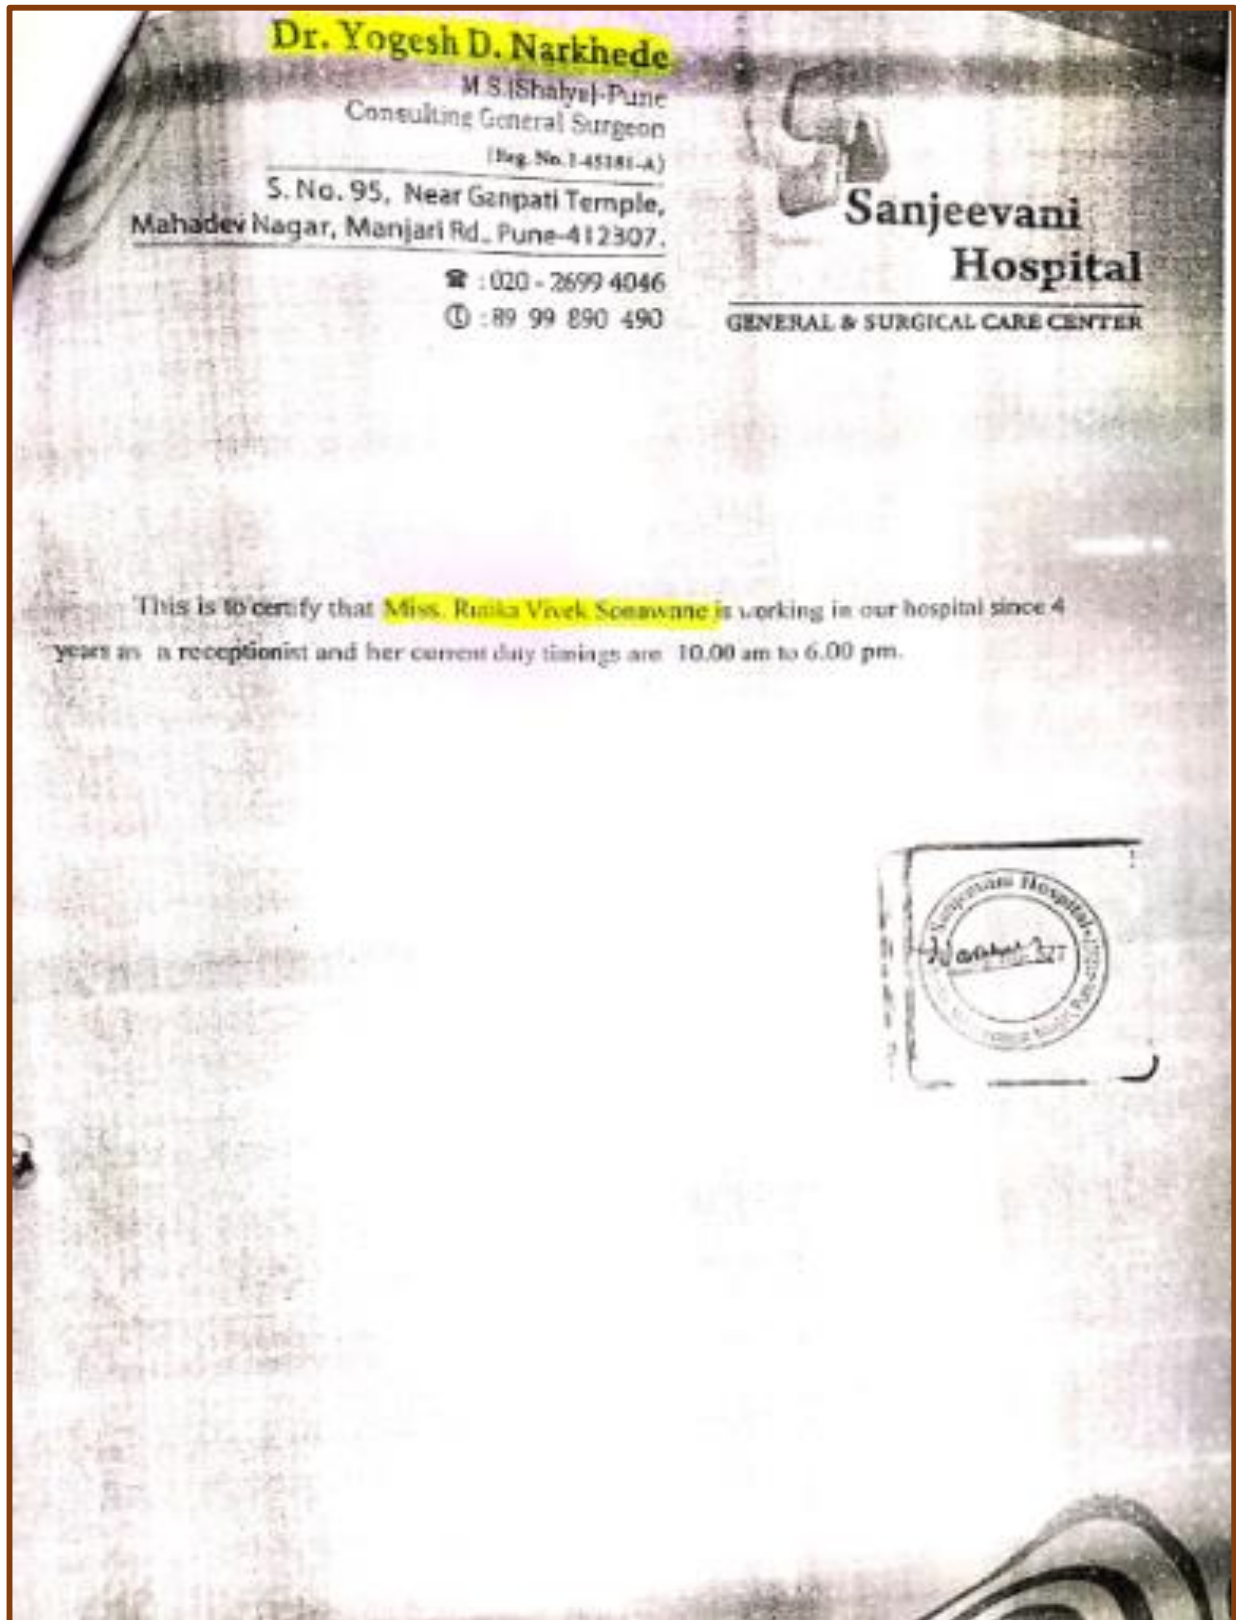 Dr. Yogesh D. Narkhede
M.S.(Shalya)-Pune
Consulting General Surgeon
(Reg. No. I-45181-A)
S. No. 95, Near Ganpati Temple,
Mahadev Nagar, Manjari Rd., Pune-412307.
☎ : 020 - 2699 4046
: 89 99 890 490
Sanjeevani
Hospital
GENERAL & SURGICAL CARE CENTER
This is to certify that Miss. Vivek Sonawane is working in our hospital since 4
years as a receptionist and her current duty timings are 10.00 am to 6.00 pm.
Sanjeevani Hospital